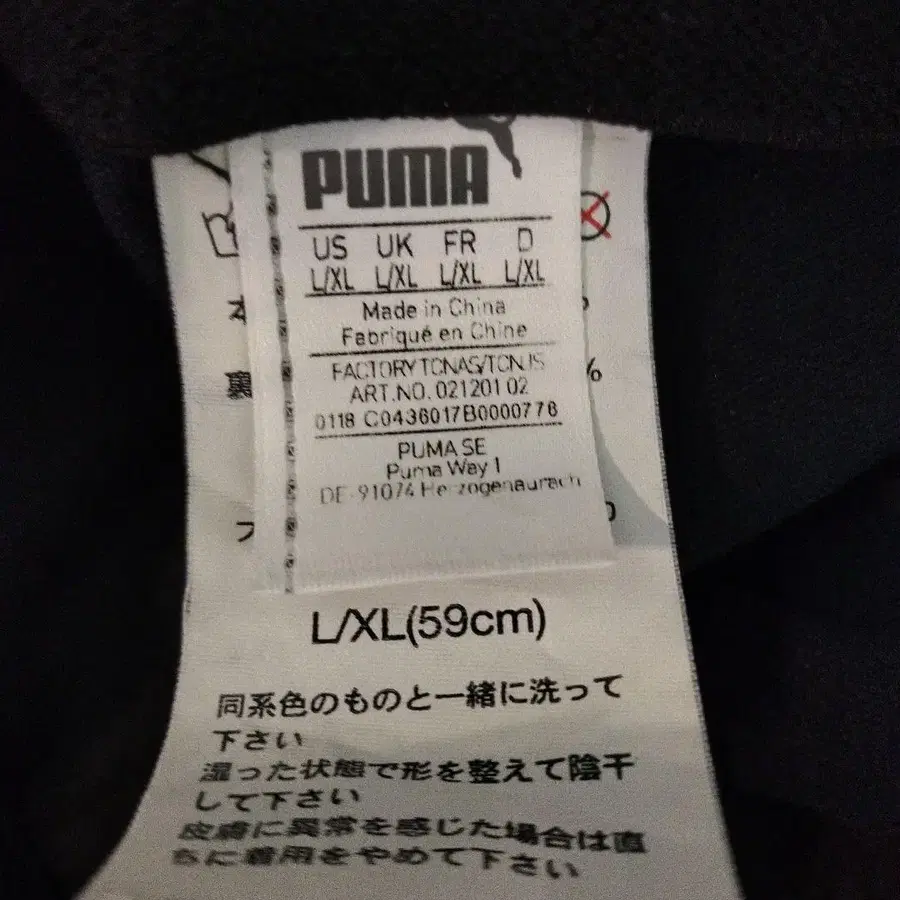 PUMA
US UK FR D
L/XL L/XL L/XL L/XL
Made in China
Fabriqué en Chine
FACTORY TCNAS/TCNJS
ART.NO. 021201 02
0118 C0436017B0000776
PUMA SE
Puma Way 1
DE-91074 Herzogenaurach
本
裏 %
フ
L/XL(59cm)
同系色のものと一緒に洗って
下さい
湿った状態で形を整えて陰干
して下さい
皮膚に異常を感じた場合は直
ちに着用をやめて下さい